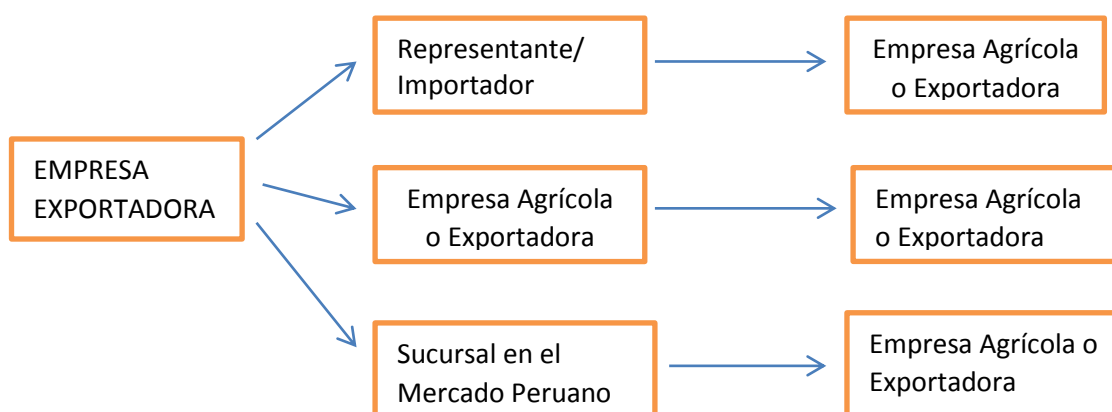 Representante/
Importador
Empresa Agrícola
o Exportadora
EMPRESA
EXPORTADORA
Empresa Agrícola
o Exportadora
Empresa Agrícola
o Exportadora
Sucursal en el
Mercado Peruano
Empresa Agrícola o
Exportadora